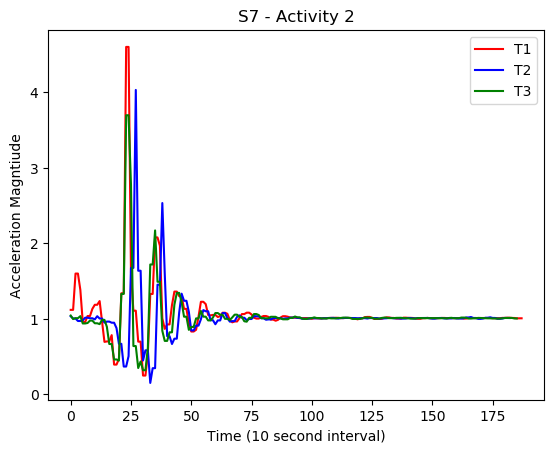 S7 - Activity 2
T1
T2
T3
4
3
2
1
0
Acceleration Magntiude
0 25 50 75 100 125 150 175
Time (10 second interval)